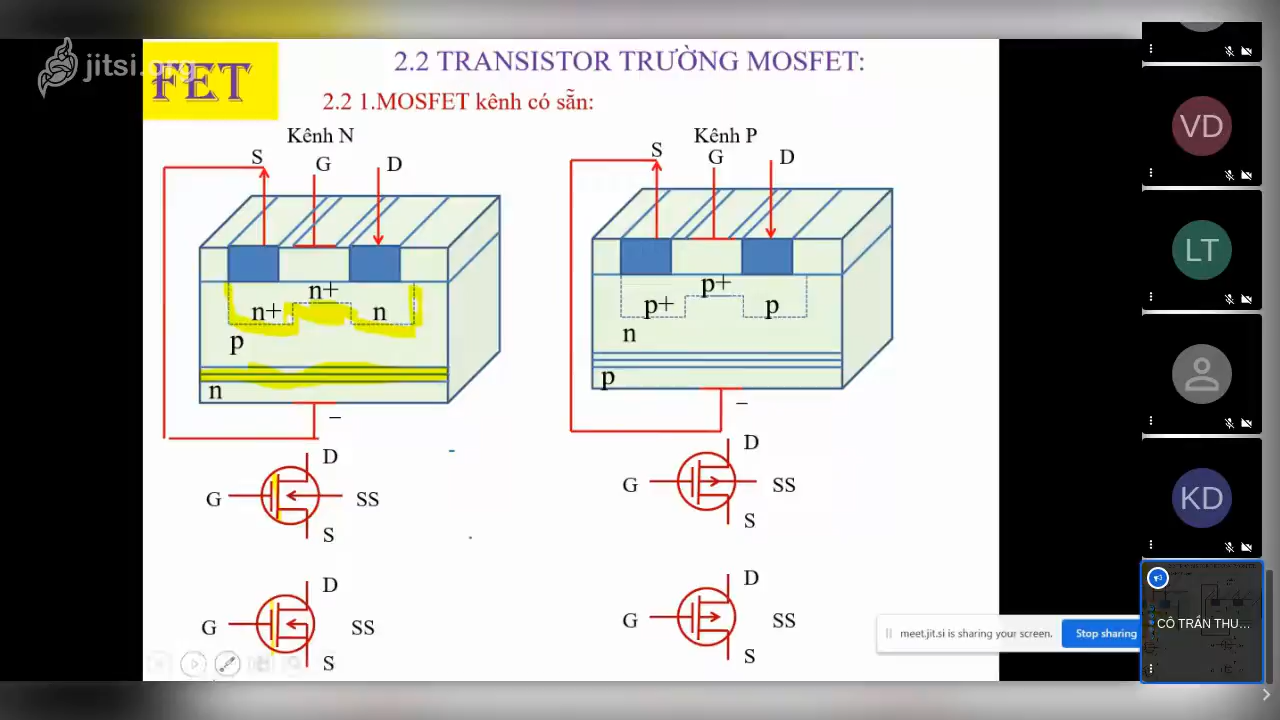 jitsi.org
FET
2.2 TRANSISTOR TRƯỜNG MOSFET:
2.2 1.MOSFET kênh có sẵn:
Kênh N
S
G
D
n+
n+
n
p
n
–
D
G
SS
S
D
G
SS
S
Kênh P
S
G
D
p+
p+
p
n
p
–
D
G
SS
S
D
G
SS
S
meet.jit.si is sharing your screen.
Stop sharing
VD
LT
KD
CÔ TRẦN THU...